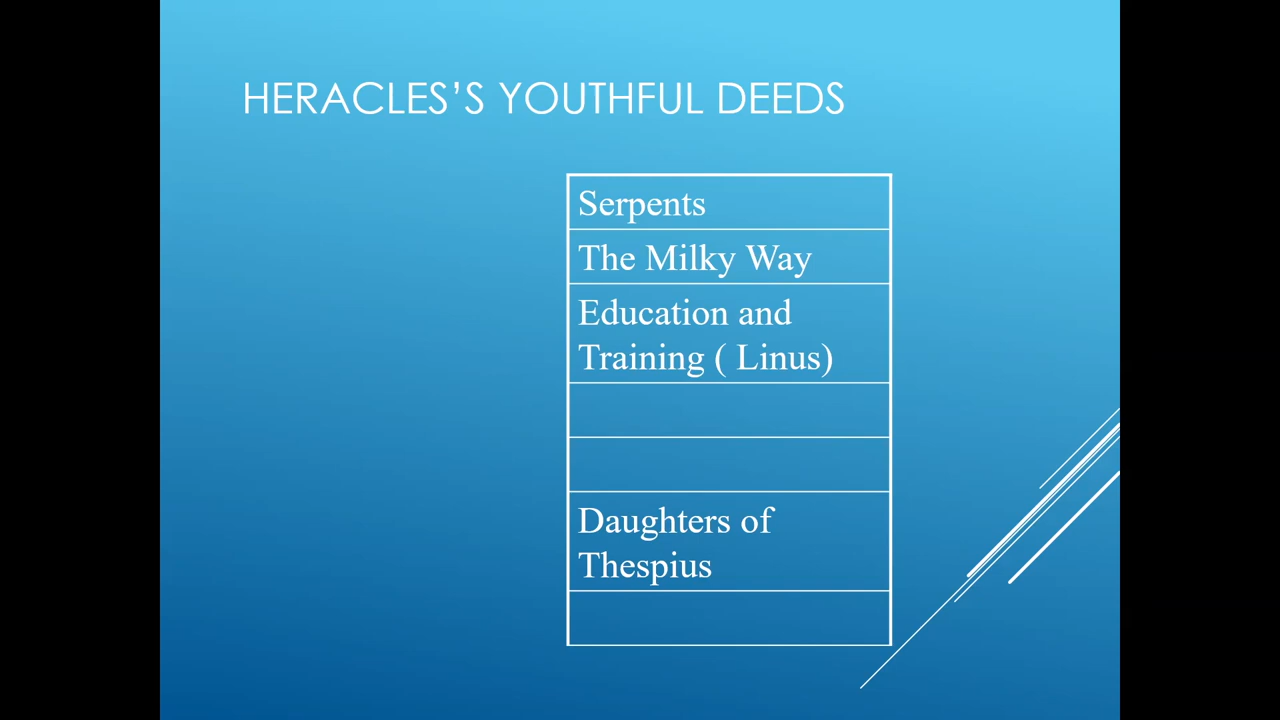 HERACLES’S YOUTHFUL DEEDS
Serpents
The Milky Way
Education and
Training ( Linus)
Daughters of
Thespius